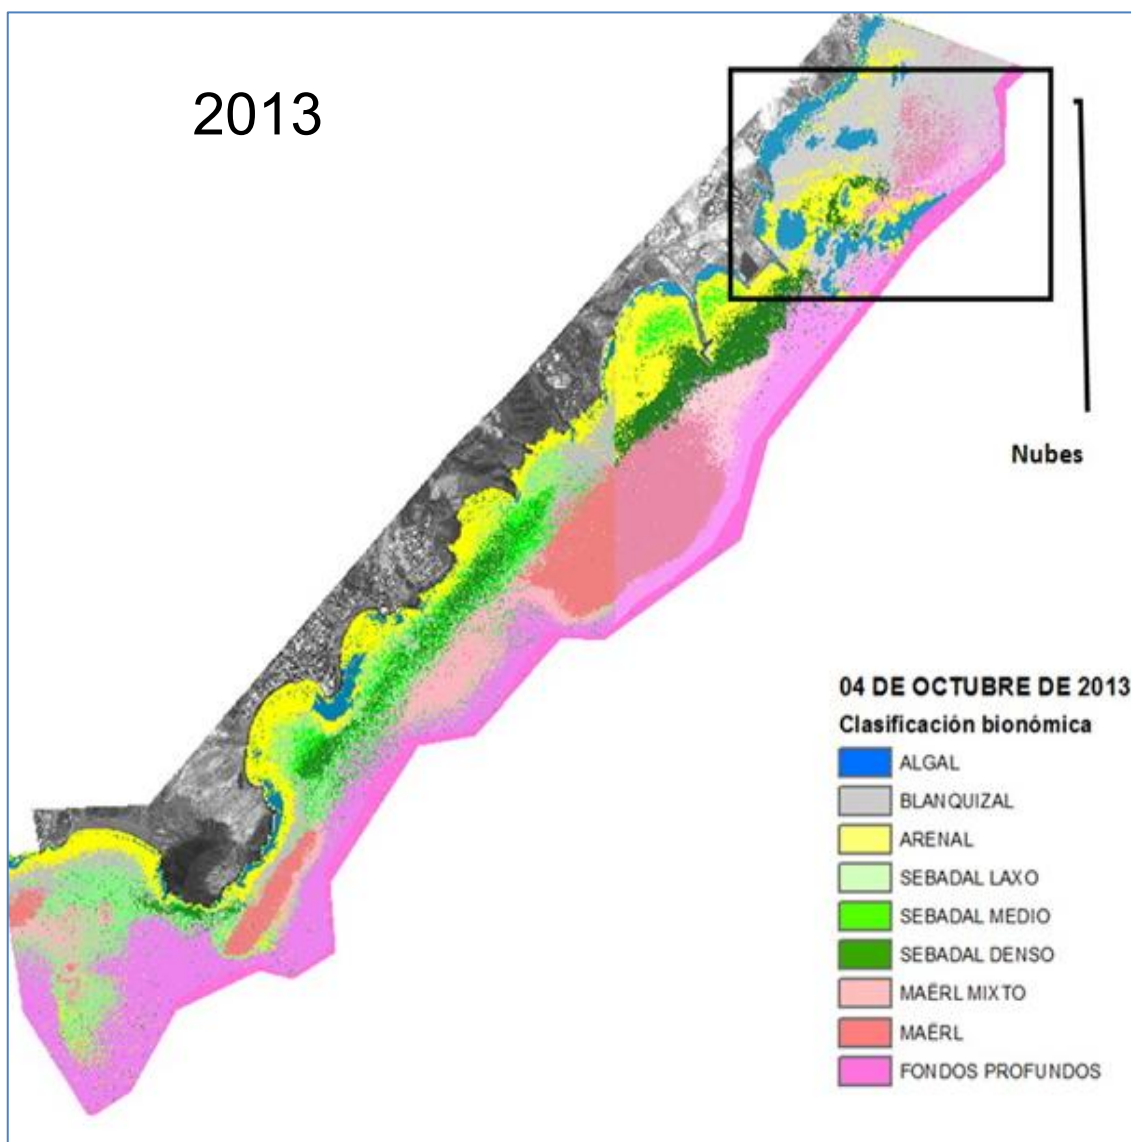 2013
Nubes
04 DE OCTUBRE DE 2013
Clasificación bionómica
ALGAL
BLANQUIZAL
ARENAL
SEBADAL LAXO
SEBADAL MEDIO
SEBADAL DENSO
MAËRL MIXTO
MAËRL
FONDOS PROFUNDOS